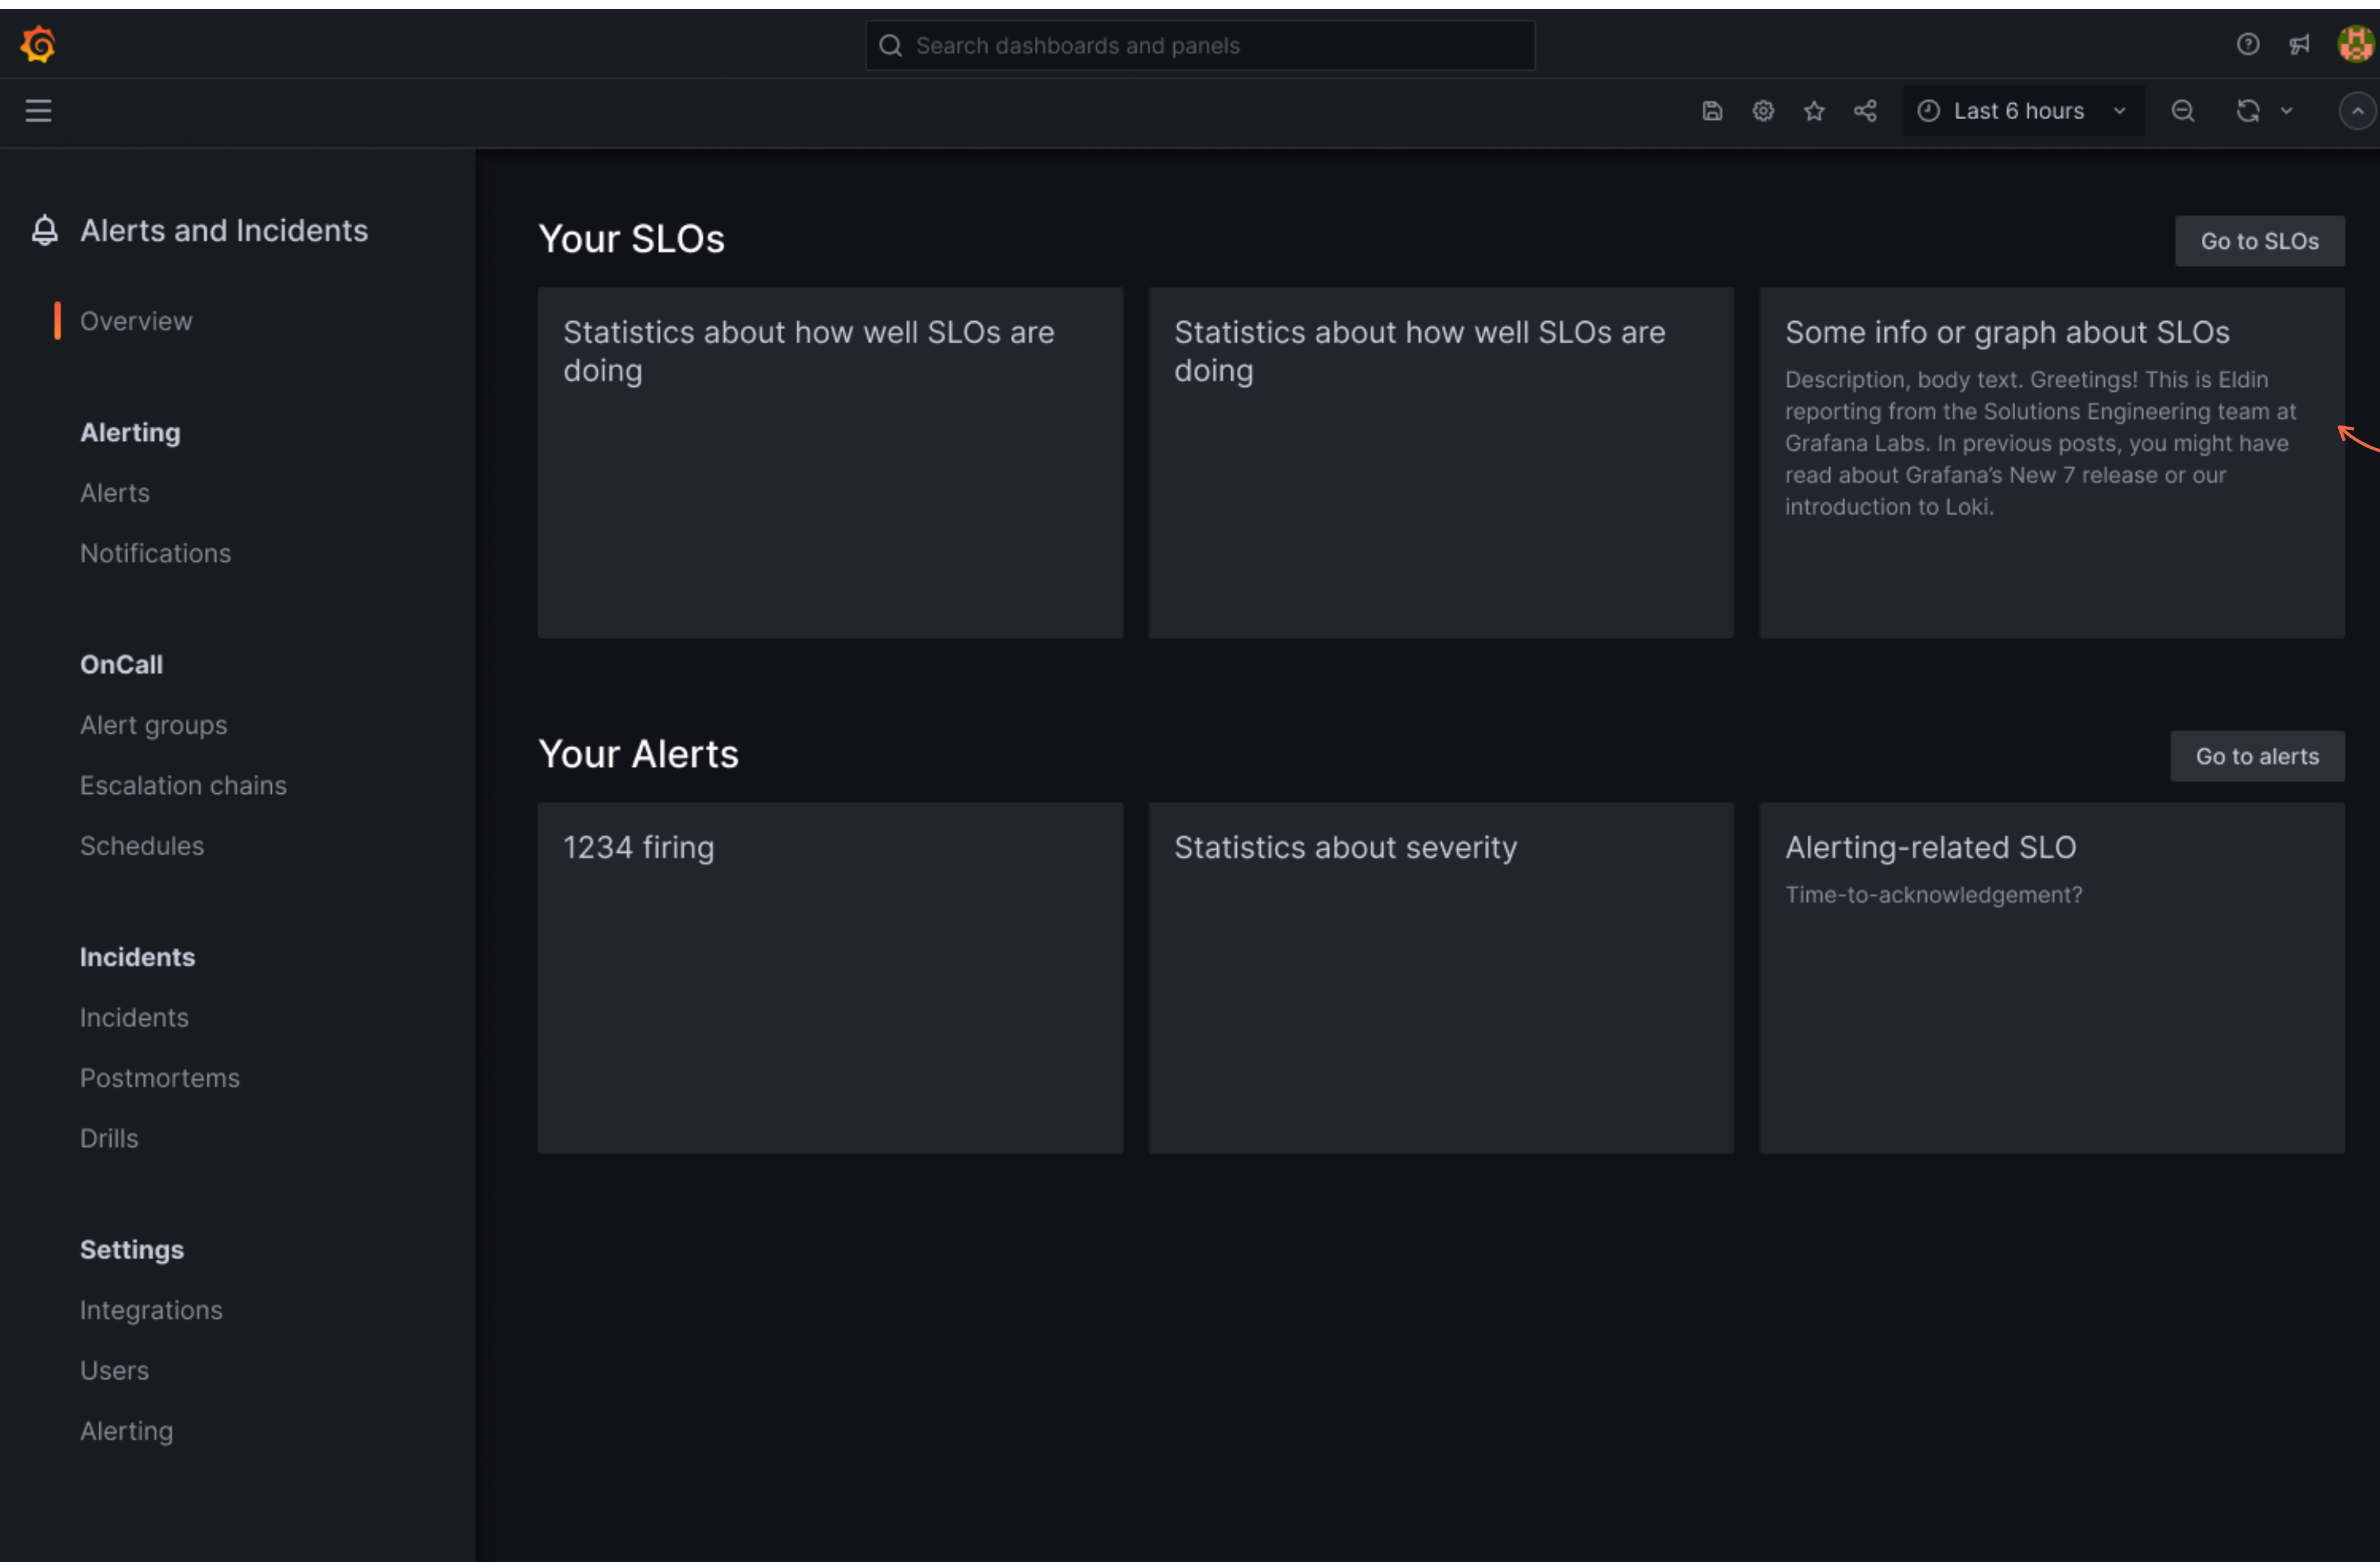 Search dashboards and panels
Last 6 hours
Alerts and Incidents
Overview
Alerting
Alerts
Notifications
OnCall
Alert groups
Escalation chains
Schedules
Incidents
Incidents
Postmortems
Drills
Settings
Integrations
Users
Alerting
Your SLOs
Go to SLOs
Statistics about how well SLOs are
doing
Statistics about how well SLOs are
doing
Some info or graph about SLOs
Description, body text. Greetings! This is Eldin
reporting from the Solutions Engineering team at
Grafana Labs. In previous posts, you might have
read about Grafana’s New 7 release or our
introduction to Loki.
Your Alerts
Go to alerts
1234 firing
Statistics about severity
Alerting-related SLO
Time-to-acknowledgement?